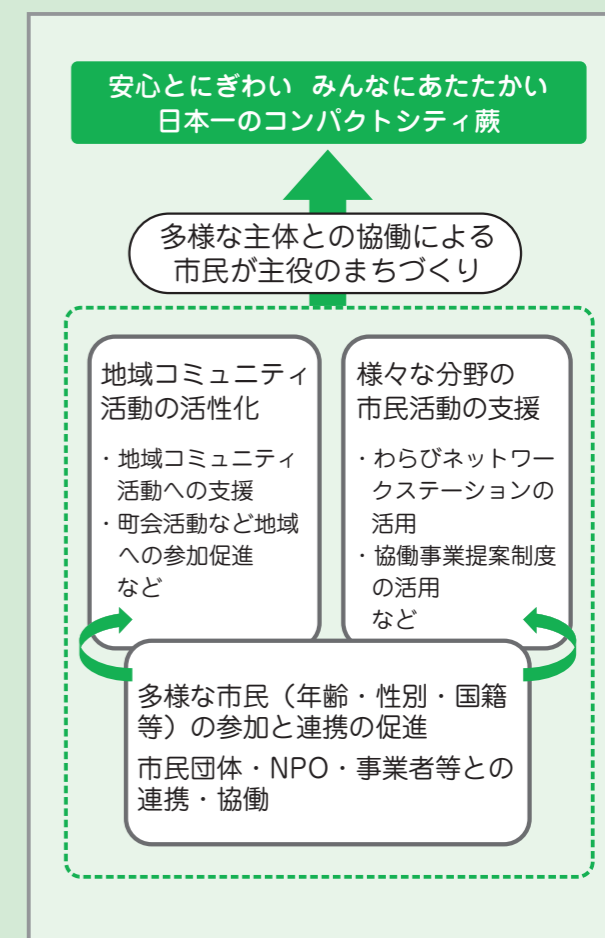 安心とにぎわい みんなにあたたかい
日本一のコンパクトシティ蕨
多様な主体との協働による
市民が主役のまちづくり
地域コミュニティ
活動の活性化
・地域コミュニティ
活動への支援
・町会活動など地域
への参加促進
など
様々な分野の
市民活動の支援
・わらびネットワー
クステーションの
活用
・協働事業提案制度
の活用
など
多様な市民（年齢・性別・国籍
等）の参加と連携の促進
市民団体・NPO・事業者等との
連携・協働